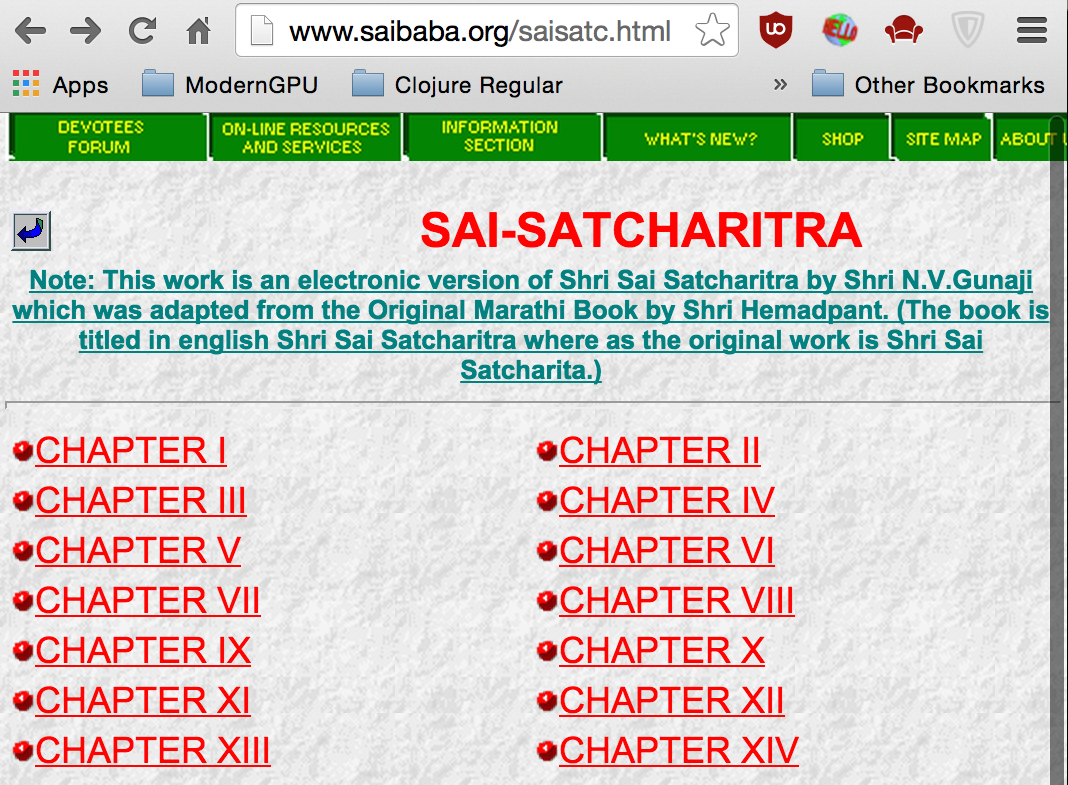 www.saibaba.org/saisatc.html
Apps ModernGPU Clojure Regular » Other Bookmarks
DEVOTEES FORUM
ON-LINE RESOURCES AND SERVICES
INFORMATION SECTION
WHAT'S NEW?
SHOP
SITE MAP
ABOUT U
SAI-SATCHARITRA
Note: This work is an electronic version of Shri Sai Satcharitra by Shri N.V.Gunaji
which was adapted from the Original Marathi Book by Shri Hemadpant. (The book is
titled in english Shri Sai Satcharitra where as the original work is Shri Sai
Satcharita.)
CHAPTER I CHAPTER II
CHAPTER III CHAPTER IV
CHAPTER V CHAPTER VI
CHAPTER VII CHAPTER VIII
CHAPTER IX CHAPTER X
CHAPTER XI CHAPTER XII
CHAPTER XIII CHAPTER XIV